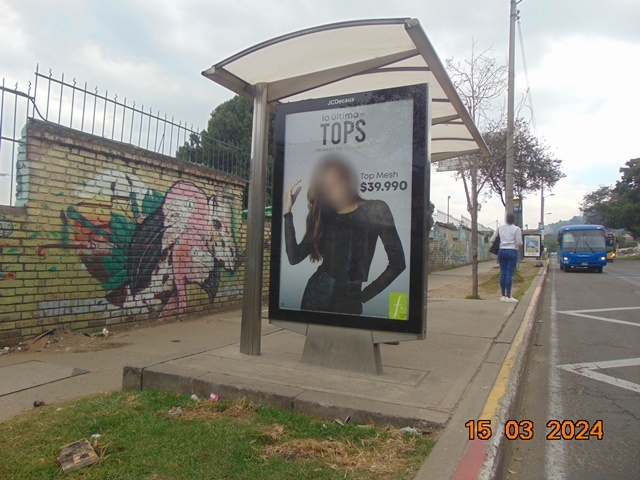 JCDecaux
lo último en
TOPS
Top Mesh
$39.990
f.
15 03 2024